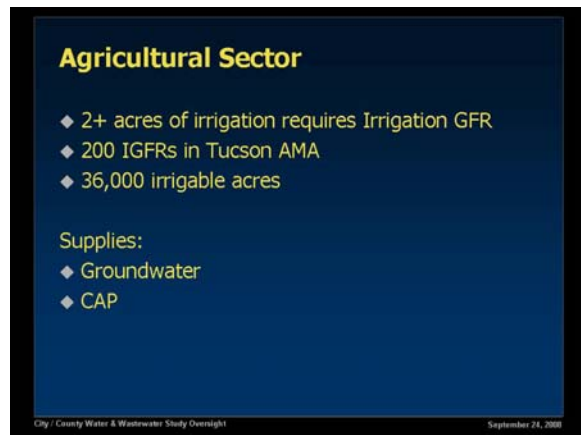 Agricultural Sector
◆ 2+ acres of irrigation requires Irrigation GFR
◆ 200 IGFRs in Tucson AMA
◆ 36,000 irrigable acres
Supplies:
◆ Groundwater
◆ CAP
City / County Water & Wastewater Study Oversight
September 24, 2008